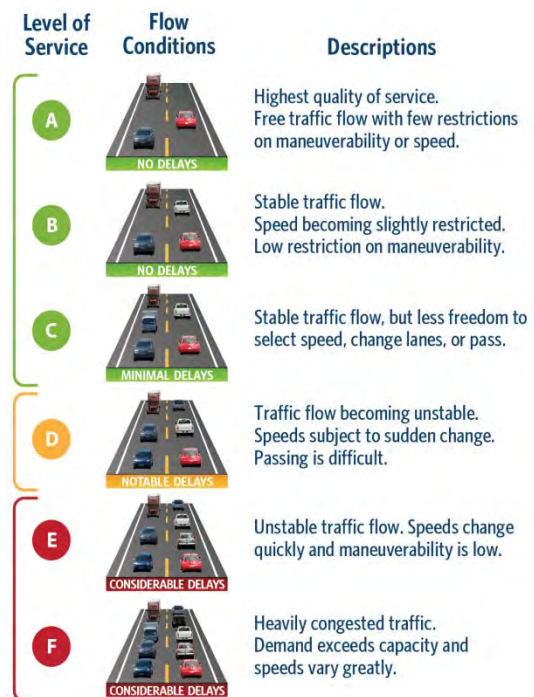 Level of
Service
Flow
Conditions
Descriptions
A
NO DELAYS
Highest quality of service.
Free traffic flow with few restrictions
on maneuverability or speed.
B
NO DELAYS
Stable traffic flow.
Speed becoming slightly restricted.
Low restriction on maneuverability.
C
MINIMAL DELAYS
Stable traffic flow, but less freedom to
select speed, change lanes, or pass.
D
NOTABLE DELAYS
Traffic flow becoming unstable.
Speeds subject to sudden change.
Passing is difficult.
E
CONSIDERABLE DELAYS
Unstable traffic flow. Speeds change
quickly and maneuverability is low.
F
CONSIDERABLE DELAYS
Heavily congested traffic.
Demand exceeds capacity and
speeds vary greatly.